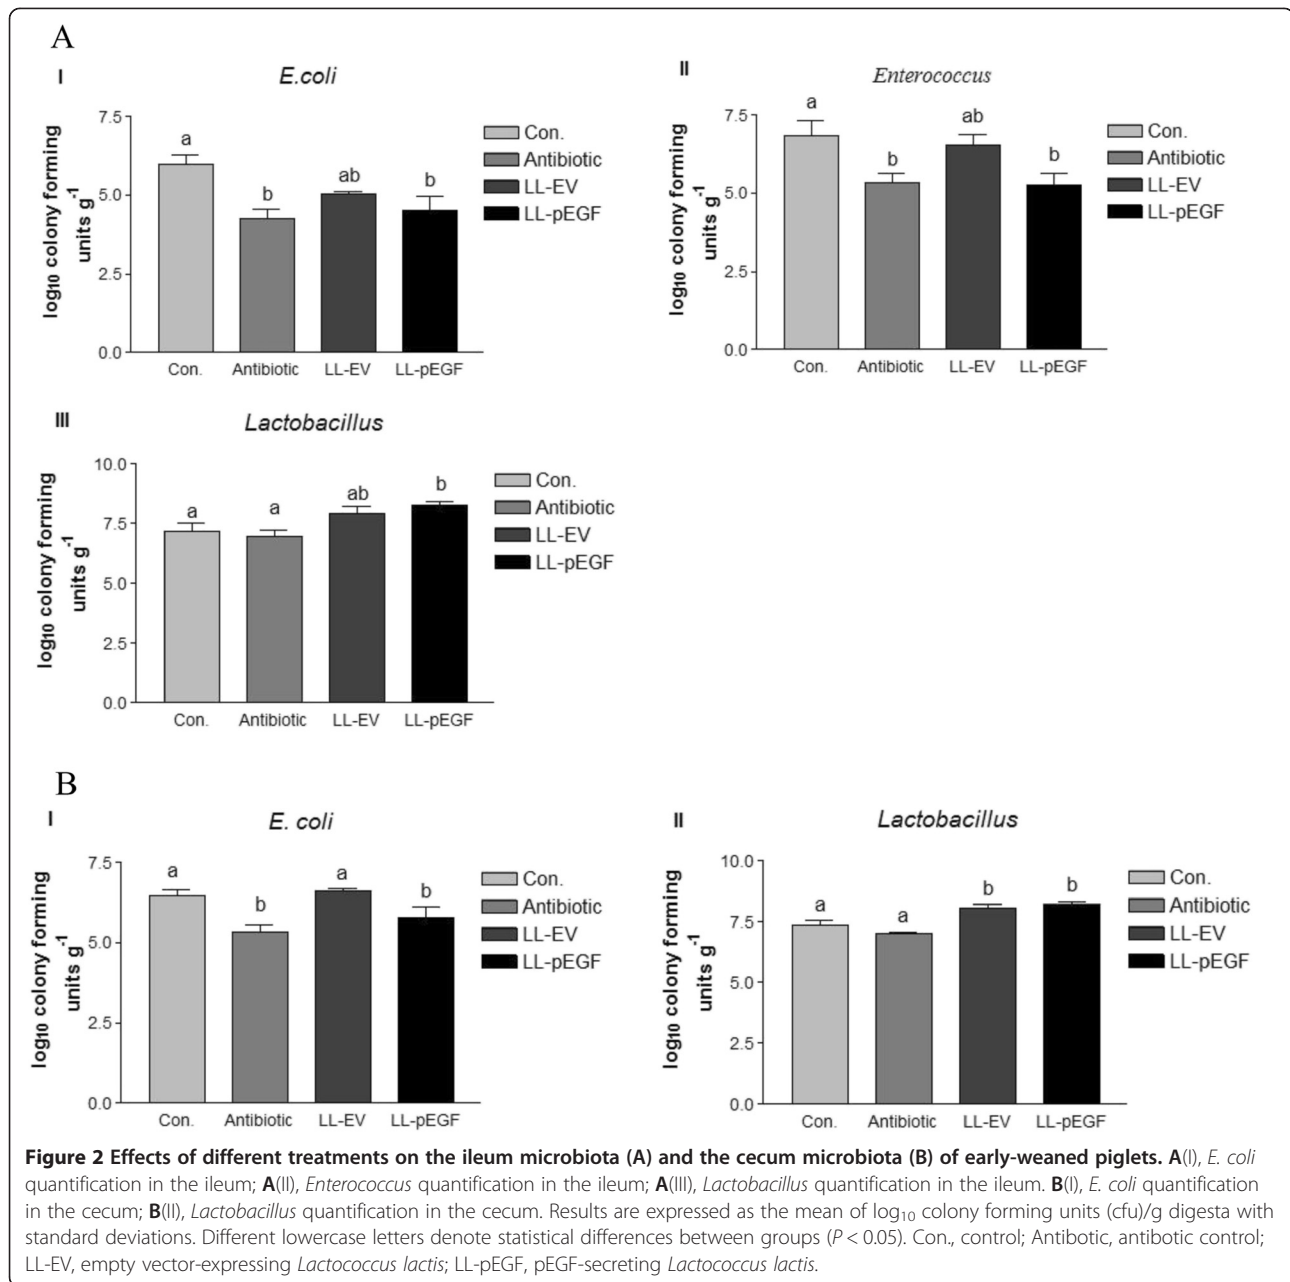 A
I
E.coli
7.5
5.0
2.5
0.0
log10 colony forming
units g-1
a
b
ab
b
Con.
Antibiotic
LL-EV
LL-pEGF
Con.
Antibiotic
LL-EV
LL-pEGF
II
Enterococcus
7.5
5.0
2.5
0.0
log10 colony forming
units g-1
a
b
ab
b
Con.
Antibiotic
LL-EV
LL-pEGF
Con.
Antibiotic
LL-EV
LL-pEGF
III
Lactobacillus
10.0
7.5
5.0
2.5
0.0
log10 colony forming
units g-1
a
a
ab
b
Con.
Antibiotic
LL-EV
LL-pEGF
Con.
Antibiotic
LL-EV
LL-pEGF
B
I
E. coli
7.5
5.0
2.5
0.0
log10 colony forming
units g-1
a
b
a
b
Con.
Antibiotic
LL-EV
LL-pEGF
Con.
Antibiotic
LL-EV
LL-pEGF
II
Lactobacillus
10.0
7.5
5.0
2.5
0.0
log10 colony forming
units g-1
a
a
b
b
Con.
Antibiotic
LL-EV
LL-pEGF
Con.
Antibiotic
LL-EV
LL-pEGF
Figure 2 Effects of different treatments on the ileum microbiota (A) and the cecum microbiota (B) of early-weaned piglets. A(I), E. coli
quantification in the ileum; A(II), Enterococcus quantification in the ileum; A(III), Lactobacillus quantification in the ileum. B(I), E. coli quantification
in the cecum; B(II), Lactobacillus quantification in the cecum. Results are expressed as the mean of log10 colony forming units (cfu)/g digesta with
standard deviations. Different lowercase letters denote statistical differences between groups (P < 0.05). Con., control; Antibotic, antibotic control;
LL-EV, empty vector-expressing Lactococcus lactis; LL-pEGF, pEGF-secreting Lactococcus lactis.